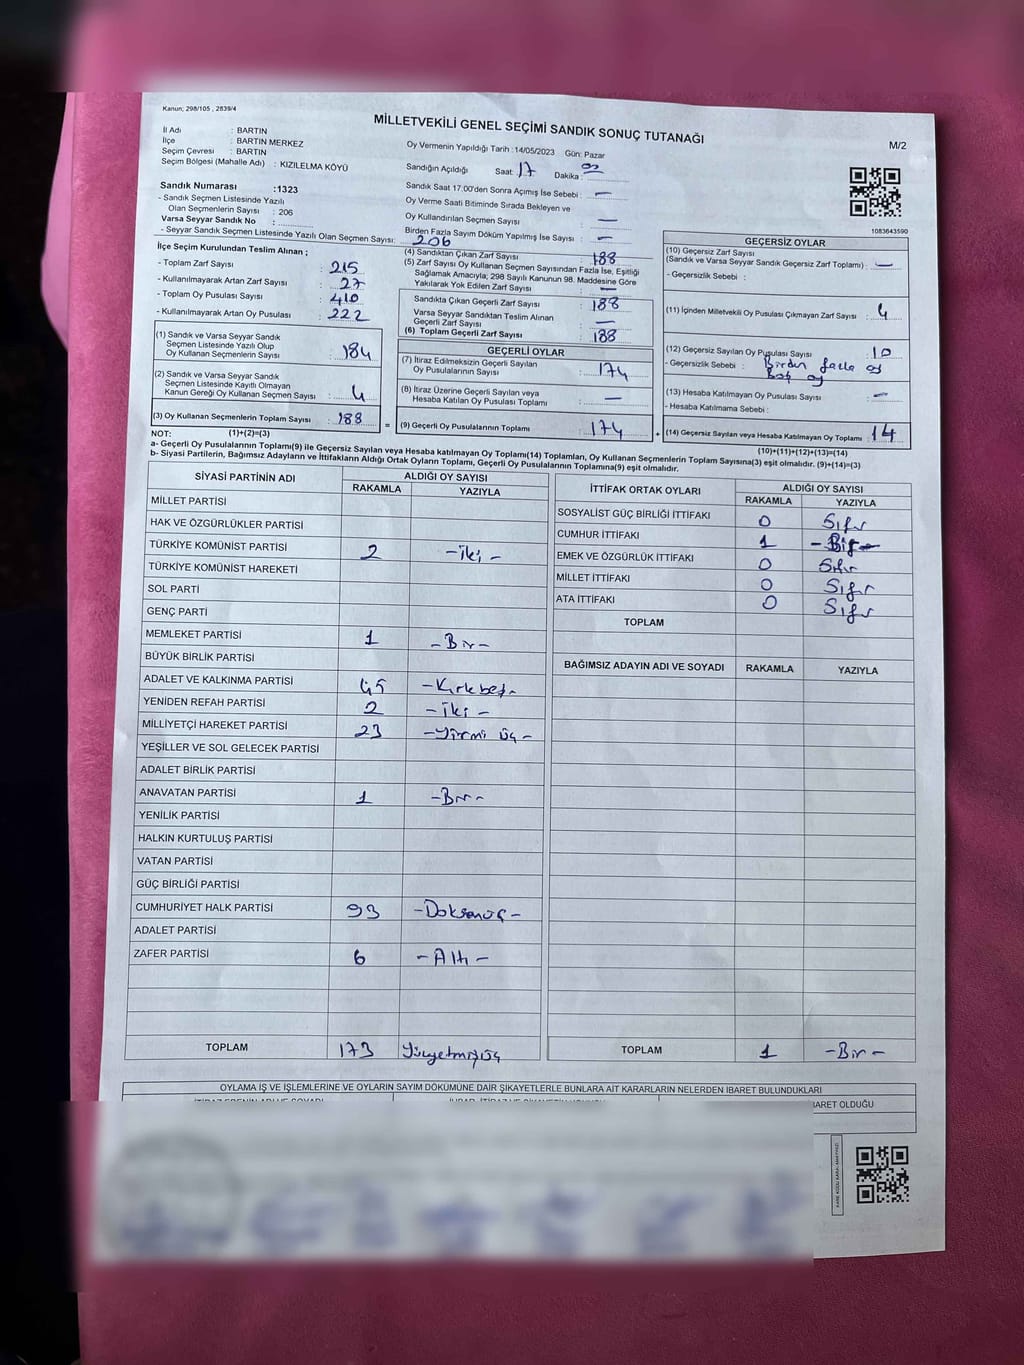 Kanun; 298/105 , 2839/4
MİLLETVEKİLİ GENEL SEÇİMİ SANDIK SONUÇ TUTANAĞI
M/2
İl Adı : BARTIN
İlçe : BARTIN MERKEZ
Seçim Çevresi : BARTIN
Seçim Bölgesi (Mahalle Adı) : KIZILELMA KÖYÜ
Oy Vermenin Yapıldığı Tarih :14/05/2023 Gün: Pazar
Sandığın Açıldığı Saat: 17 Dakika :
Sandık Saat 17.00'den Sonra Açımış İse Sebebi : —
Oy Verme Saati Bitiminde Sırada Bekleyen ve
Oy Kullandırılan Seçmen Sayısı —
Birden Fazla Sayım Döküm Yapılmış İse Sayısı : —
Sandık Numarası :1323
- Sandık Seçmen Listesinde Yazılı
Olan Seçmenlerin Sayısı : 206
Varsa Seyyar Sandık No :
- Seyyar Sandık Seçmen Listesinde Yazılı Olan Seçmen Sayısı: 206
1083643590
İlçe Seçim Kurulundan Teslim Alınan ;
- Toplam Zarf Sayısı : 215
- Kullanılmayarak Artan Zarf Sayısı : 27
- Toplam Oy Pusulası Sayısı : 410
- Kullanılmayarak Artan Oy Pusulası : 222
(1) Sandık ve Varsa Seyyar Sandık
Seçmen Listesinde Yazılı Olup
Oy Kullanan Seçmenlerin Sayısı : 184
(2) Sandık ve Varsa Seyyar Sandık
Seçmen Listesinde Kayıtlı Olmayan
Kanun Gereği Oy Kullanan Seçmen Sayısı : 4
(3) Oy Kullanan Seçmenlerin Toplam Sayısı : 188
(4) Sandıktan Çıkan Zarf Sayısı : 188
(5) Zarf Sayısı Oy Kullanan Seçmen Sayısından Fazla İse, Eşitliği
Sağlamak Amacıyla; 298 Sayılı Kanunun 98. Maddesine Göre
Yakılarak Yok Edilen Zarf Sayısı : —
Sandıkta Çıkan Geçerli Zarf Sayısı : 188
Varsa Seyyar Sandıktan Teslim Alınan
Geçerli Zarf Sayısı : —
(6) Toplam Geçerli Zarf Sayısı : 188
GEÇERLİ OYLAR
(7) İtiraz Edilmeksizin Geçerli Sayılan
Oy Pusulalarının Sayısı : 174
(8) İtiraz Üzerine Geçerli Sayılan veya
Hesaba Katılan Oy Pusulası Toplamı : —
= (9) Geçerli Oy Pusulalarının Toplamı : 174
GEÇERSİZ OYLAR
(10) Geçersiz Zarf Sayısı
(Sandık ve Varsa Seyyar Sandık Geçersiz Zarf Toplamı) : —
- Geçersizlik Sebebi :
(11) İçinden Milletvekili Oy Pusulası Çıkmayan Zarf Sayısı : 4
(12) Geçersiz Sayılan Oy Pusulası Sayısı : 10
- Geçersizlik Sebebi : Birden fazla oy
Boş oy
(13) Hesaba Katılmayan Oy Pusulası Sayısı : —
- Hesaba Katılmama Sebebi :
+ (14) Geçersiz Sayılan veya Hesaba Katılmayan Oy Toplamı : 14
NOT: (1)+(2)=(3)
(10)+(11)+(12)+(13)=(14)
a- Geçerli Oy Pusulalarının Toplamı(9) ile Geçersiz Sayılan veya Hesaba katılmayan Oy Toplamı(14) Toplamları, Oy Kullanan Seçmenlerin Toplam Sayısına(3) eşit olmalıdır. (9)+(14)=(3)
b- Siyasi Partilerin, Bağımsız Adayların ve İttifakların Aldığı Ortak Oyların Toplamı, Geçerli Oy Pusulalarının Toplamına(9) eşit olmalıdır.
SİYASİ PARTİNİN ADI ALDIĞI OY SAYISI
RAKAMLA YAZIYLA
MİLLET PARTİSİ
HAK VE ÖZGÜRLÜKLER PARTİSİ
TÜRKİYE KOMÜNİST PARTİSİ 2 -iki-
TÜRKİYE KOMÜNİST HAREKETİ
SOL PARTİ
GENÇ PARTİ
MEMLEKET PARTİSİ 1 -Bir-
BÜYÜK BİRLİK PARTİSİ
ADALET VE KALKINMA PARTİSİ 45 -Kırkbeş-
YENİDEN REFAH PARTİSİ 2 -iki-
MİLLİYETÇİ HAREKET PARTİSİ 23 -Yirmi üç-
YEŞİLLER VE SOL GELECEK PARTİSİ
ADALET BİRLİK PARTİSİ
ANAVATAN PARTİSİ 1 -Bir-
YENİLİK PARTİSİ
HALKIN KURTULUŞ PARTİSİ
VATAN PARTİSİ
GÜÇ BİRLİĞİ PARTİSİ
CUMHURİYET HALK PARTİSİ 93 -Doksanüç-
ADALET PARTİSİ
ZAFER PARTİSİ 6 -Altı-
TOPLAM 173 Yüzyetmişüç
İTTİFAK ORTAK OYLARI ALDIĞI OY SAYISI
RAKAMLA YAZIYLA
SOSYALİST GÜÇ BİRLİĞİ İTTİFAKI 0 Sıfır
CUMHUR İTTİFAKI 1 -Bir-
EMEK VE ÖZGÜRLÜK İTTİFAKI 0 Sıfır
MİLLET İTTİFAKI 0 Sıfır
ATA İTTİFAKI 0 Sıfır
TOPLAM
BAĞIMSIZ ADAYIN ADI VE SOYADI RAKAMLA YAZIYLA
TOPLAM 1 -Bir-
OYLAMA İŞ VE İŞLEMLERİNE VE OYLARIN SAYIM DÖKÜMÜNE DAİR ŞİKAYETLERLE BUNLARA AİT KARARLARIN NELERDEN İBARET BULUNDUKLARI
BARET OLDUĞU